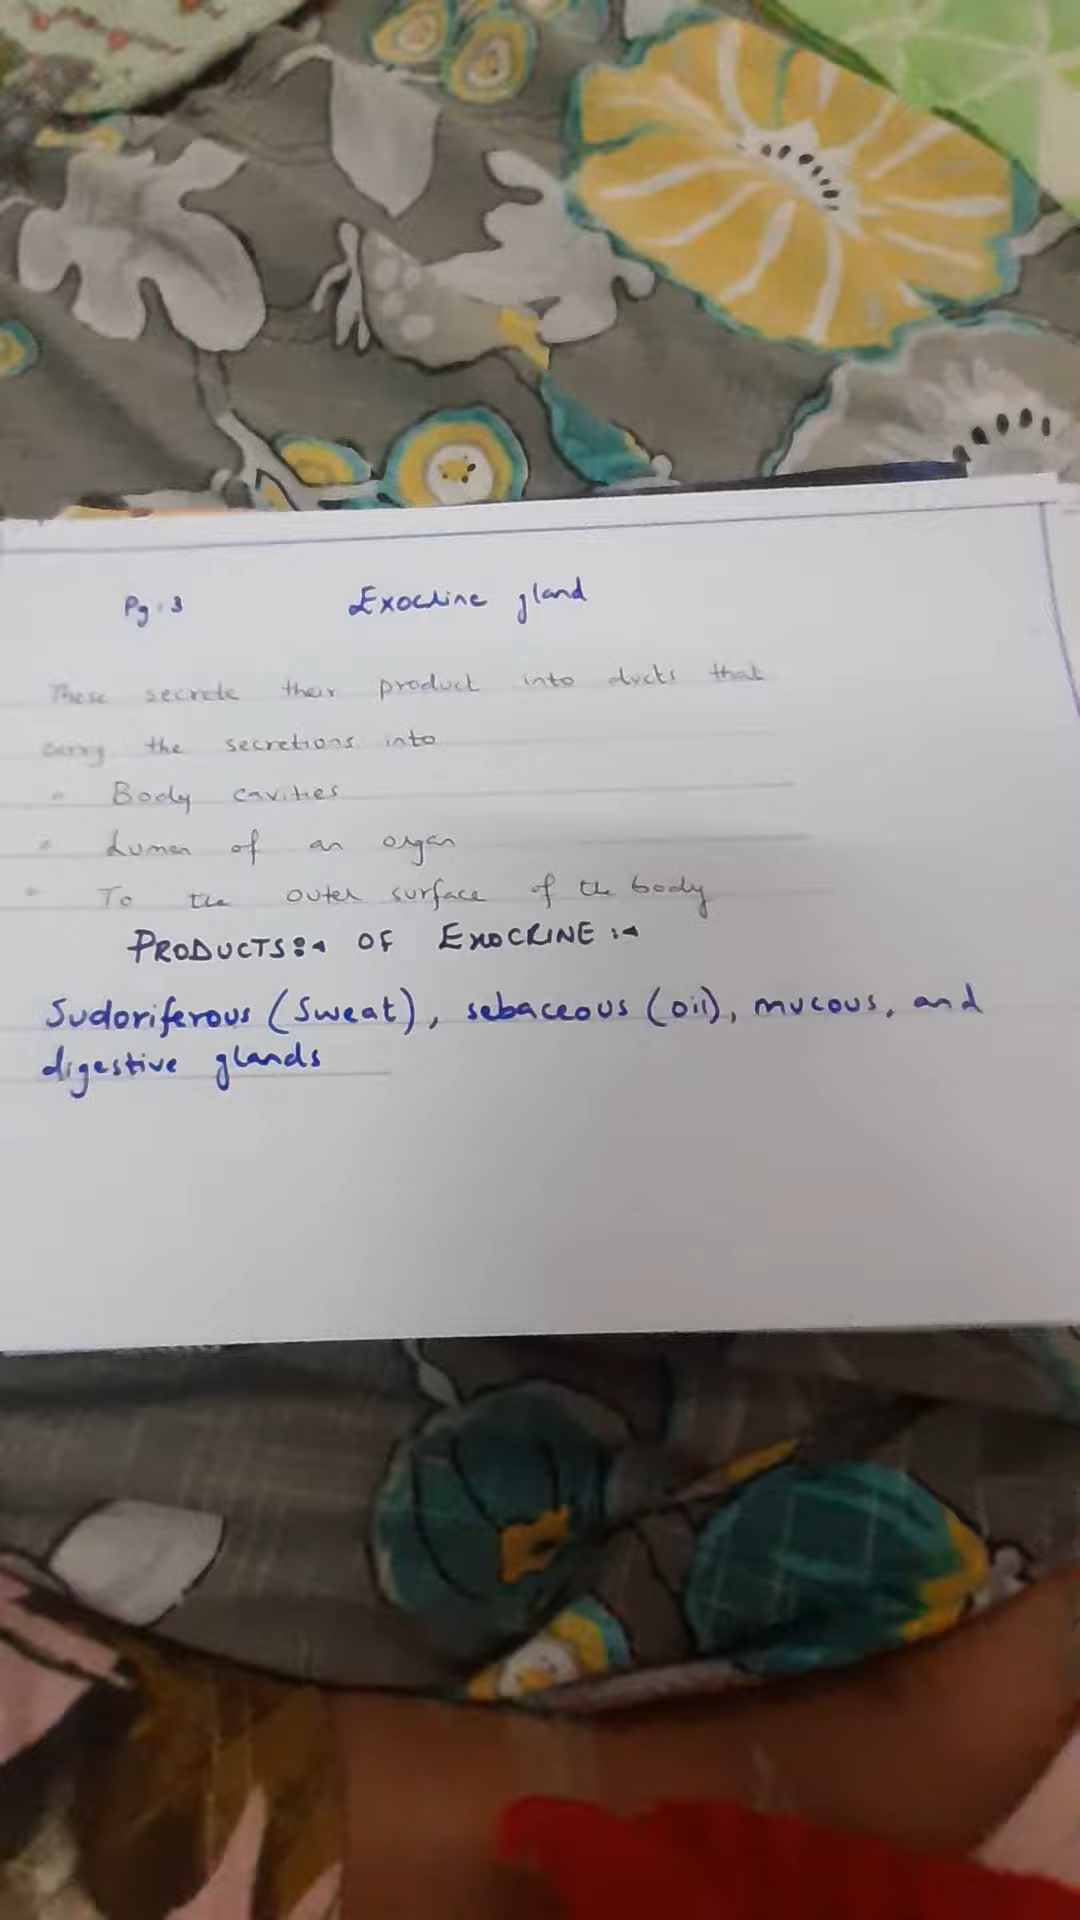 Pg:3 Exocrine gland
These secrete their product into ducts that
carry the secretions into
• Body cavities
• Lumen of an organ
• To the outer surface of the body
PRODUCTS:- OF EXOCRINE :-
Sudoriferous (Sweat), sebaceous (oil), mucous, and
digestive glands